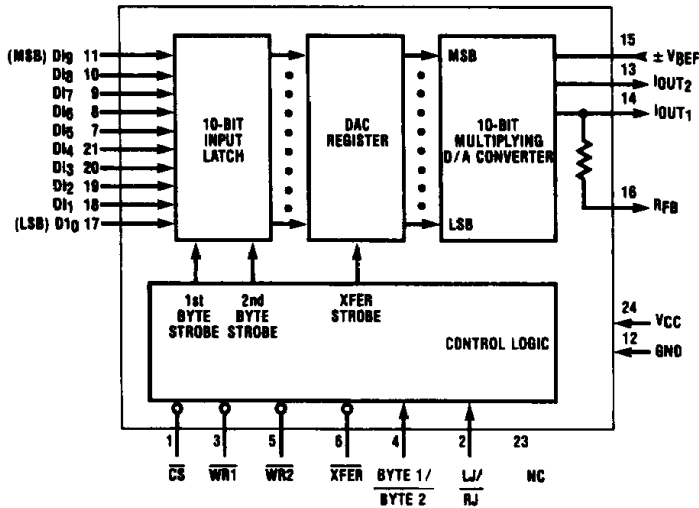 (MSB) DI9 11
DI8 10
DI7 9
DI6 8
DI5 7
DI4 21
DI3 20
DI2 19
DI1 18
(LSB) D10 17
10-BIT
INPUT
LATCH
DAC
REGISTER
MSB
10-BIT
MULTIPLYING
D/A CONVERTER
LSB
15
± VREF
13
IOUT2
14
IOUT1
16
RFB
24
VCC
12
GND
1st
BYTE
STROBE
2nd
BYTE
STROBE
XFER
STROBE
CONTROL LOGIC
1 3 5 6 4 2 23
CS WR1 WR2 XFER BYTE 1/ LJ/ NC
BYTE 2 RJ